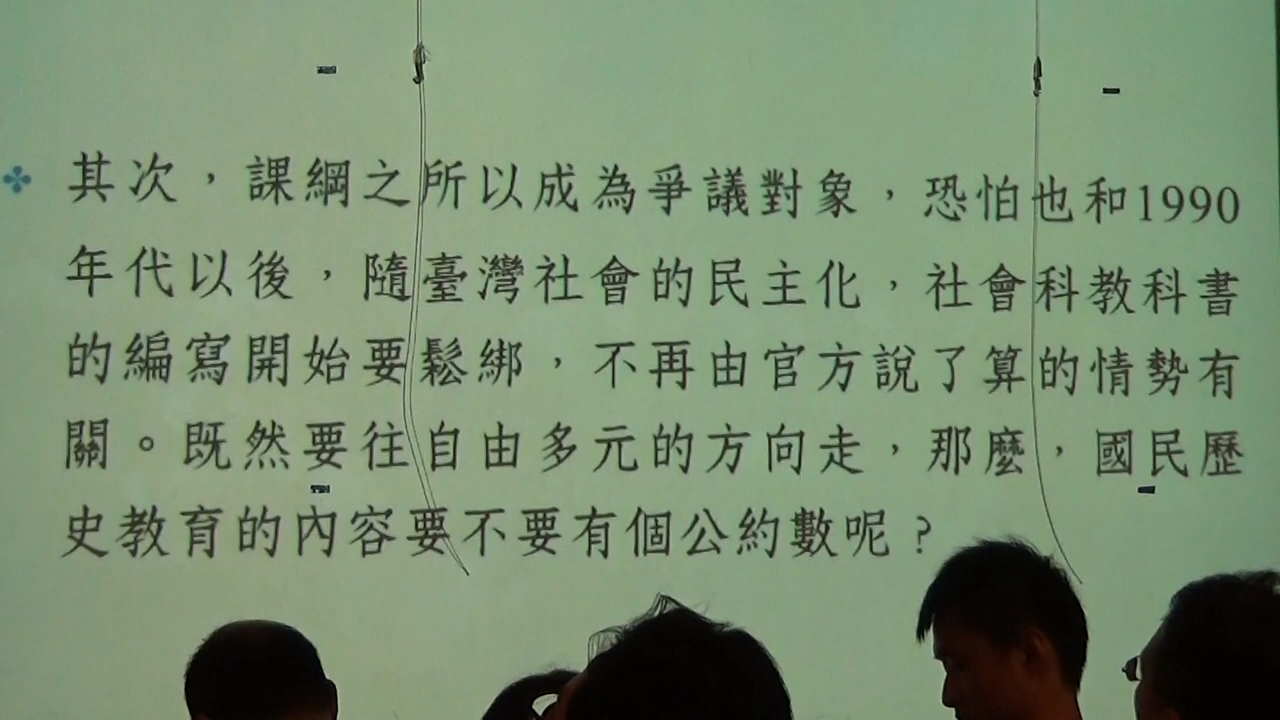 其次，課綱之所以成為爭議對象，恐怕也和1990
年代以後，隨臺灣社會的民主化，社會科教科書
的編寫開始要鬆綁，不再由官方說了算的情勢有
關。既然要往自由多元的方向走，那麼，國民歷
史教育的內容要不要有個公約數呢？